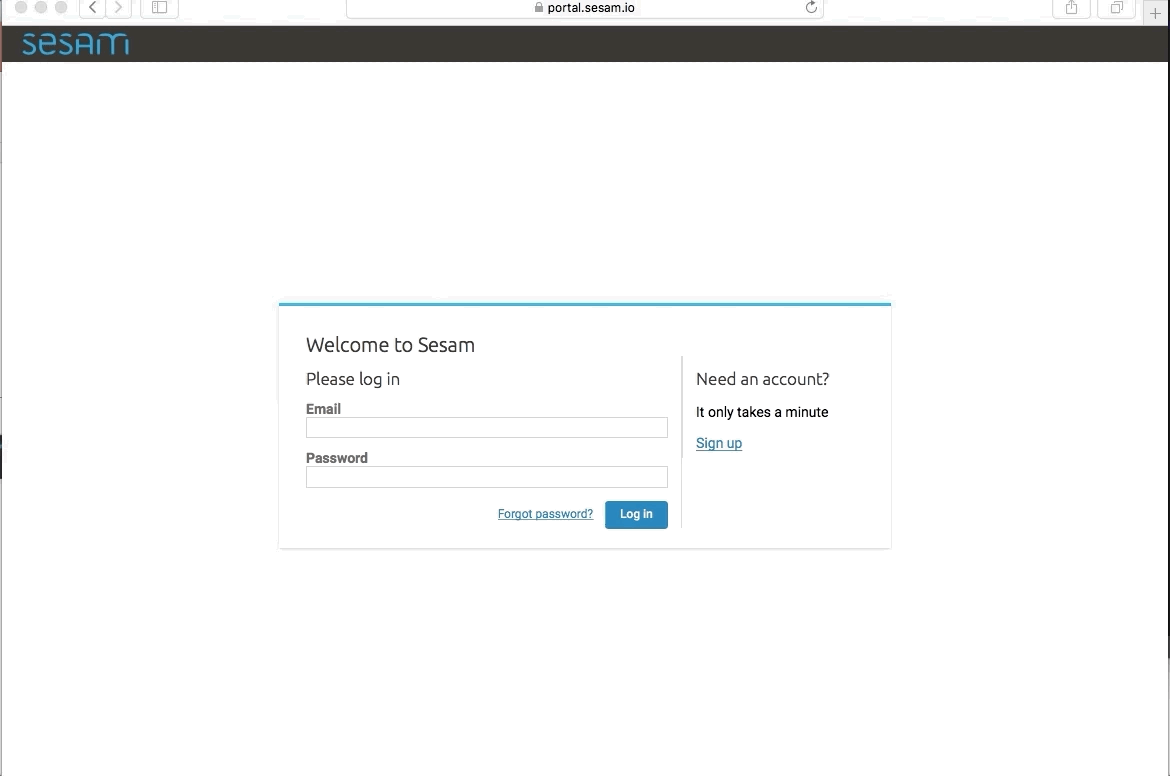 portal.sesam.io
sesam
Welcome to Sesam
Please log in
Email
Password
Forgot password?
Log in
Need an account?
It only takes a minute
Sign up